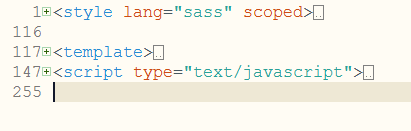 1 <style lang="sass" scoped>
116
117 <template>
147 <script type="text/javascript">
255